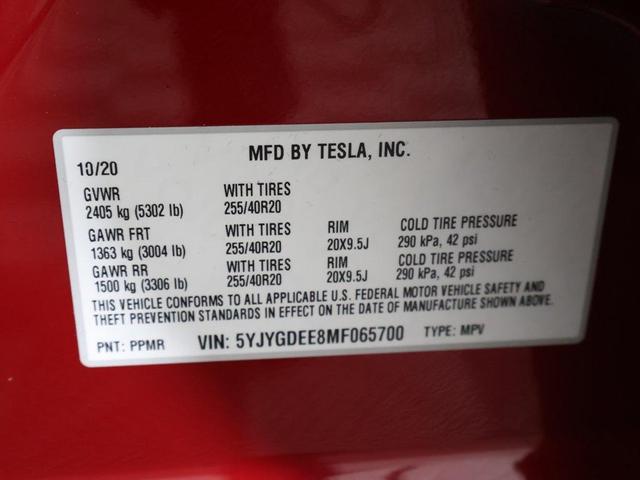 MFD BY TESLA, INC.
10/20
GVWR WITH TIRES
2405 kg (5302 lb) 255/40R20
GAWR FRT WITH TIRES RIM COLD TIRE PRESSURE
1363 kg (3004 lb) 255/40R20 20X9.5J 290 kPa, 42 psi
GAWR RR WITH TIRES RIM COLD TIRE PRESSURE
1500 kg (3306 lb) 255/40R20 20X9.5J 290 kPa, 42 psi
THIS VEHICLE CONFORMS TO ALL APPLICABLE U.S. FEDERAL MOTOR VEHICLE SAFETY AND
THEFT PREVENTION STANDARDS IN EFFECT ON THE DATE OF MANUFACTURE SHOWN ABOVE.
PNT: PPMR VIN: 5YJYGDEE8MF065700 TYPE: MPV